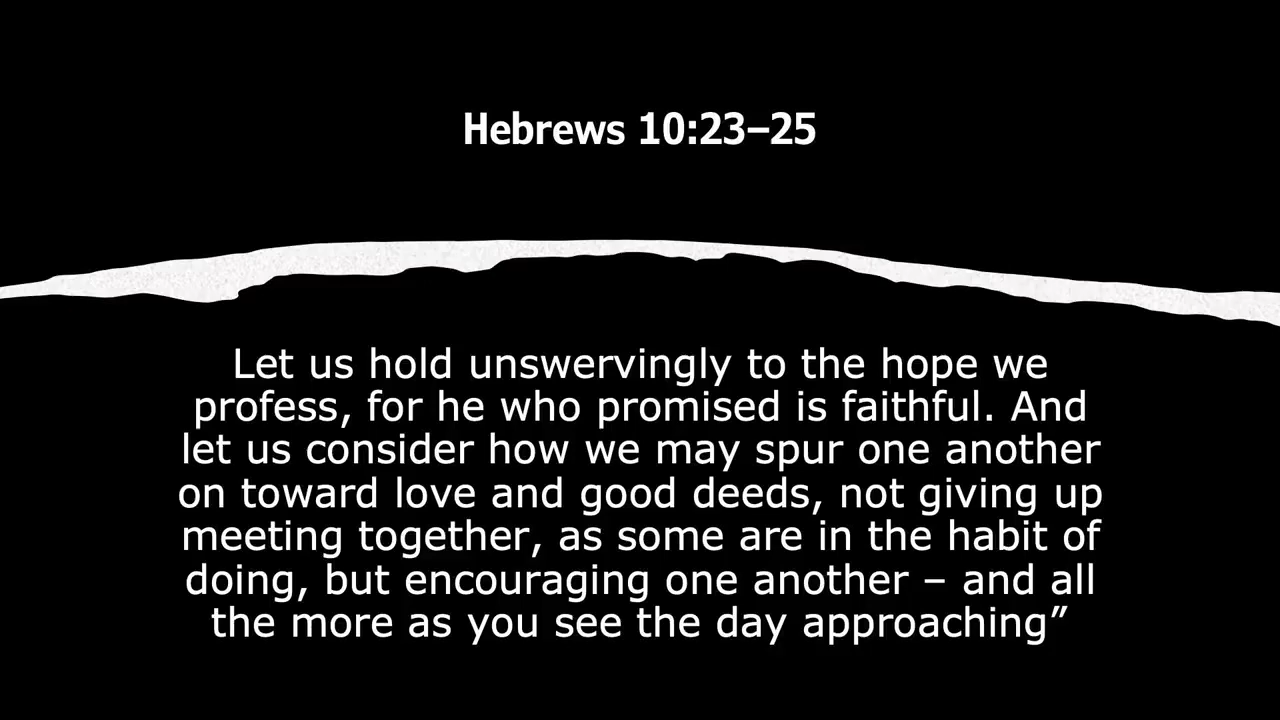 Hebrews 10:23–25
Let us hold unswervingly to the hope we
profess, for he who promised is faithful. And
let us consider how we may spur one another
on toward love and good deeds, not giving up
meeting together, as some are in the habit of
doing, but encouraging one another – and all
the more as you see the day approaching”